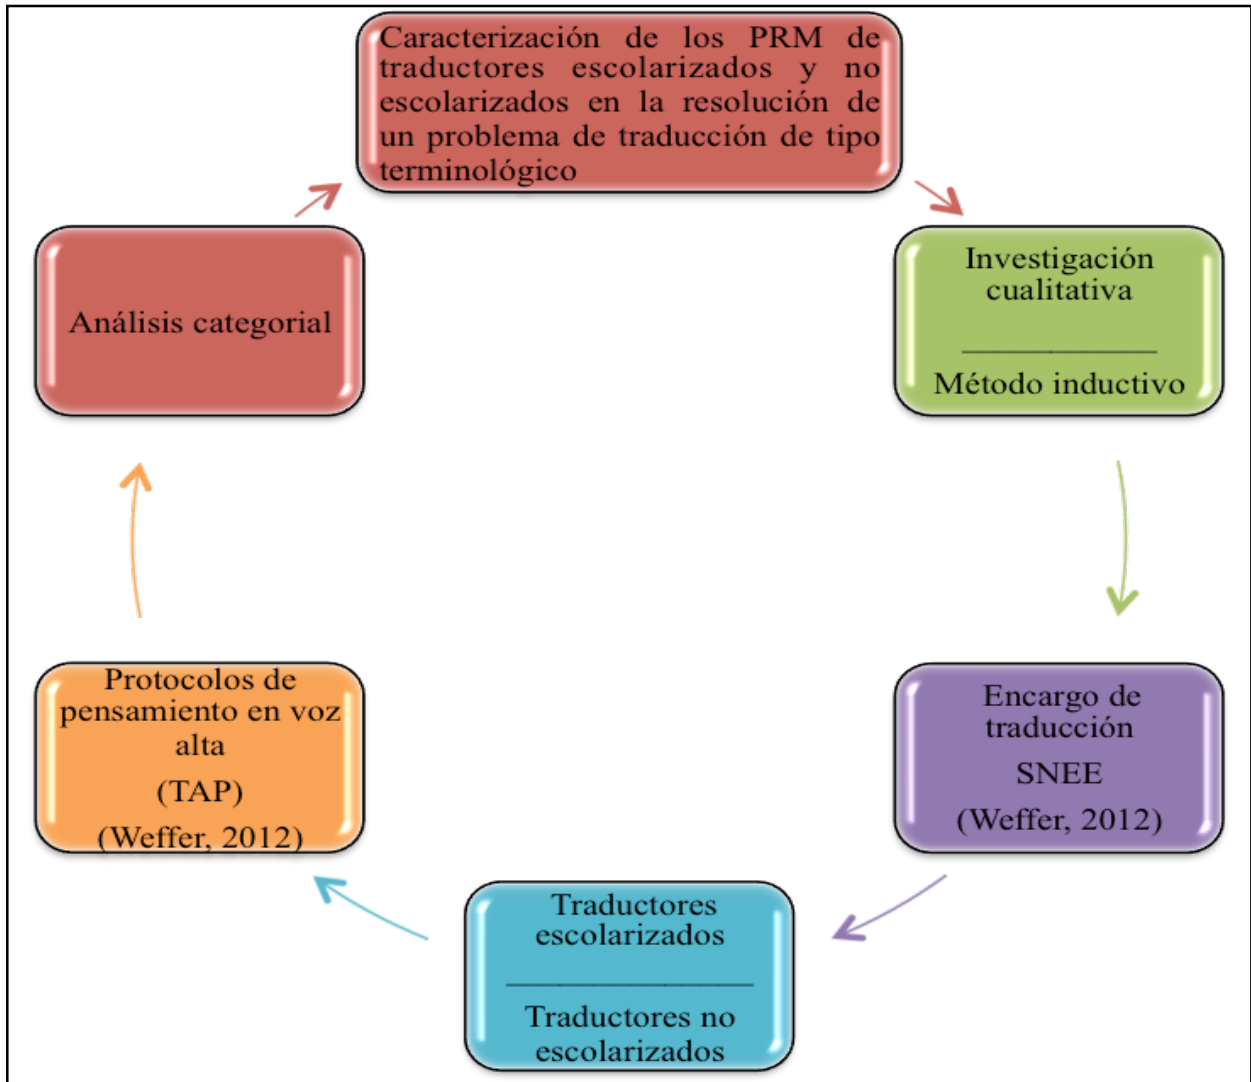 Caracterización de los PRM de
traductores escolarizados y no
escolarizados en la resolución de
un problema de traducción de tipo
terminológico
Investigación
cualitativa
Método inductivo
Encargo de
traducción
SNEE
(Weffer, 2012)
Traductores
escolarizados
Traductores no
escolarizados
Protocolos de
pensamiento en voz
alta
(TAP)
(Weffer, 2012)
Análisis categorial